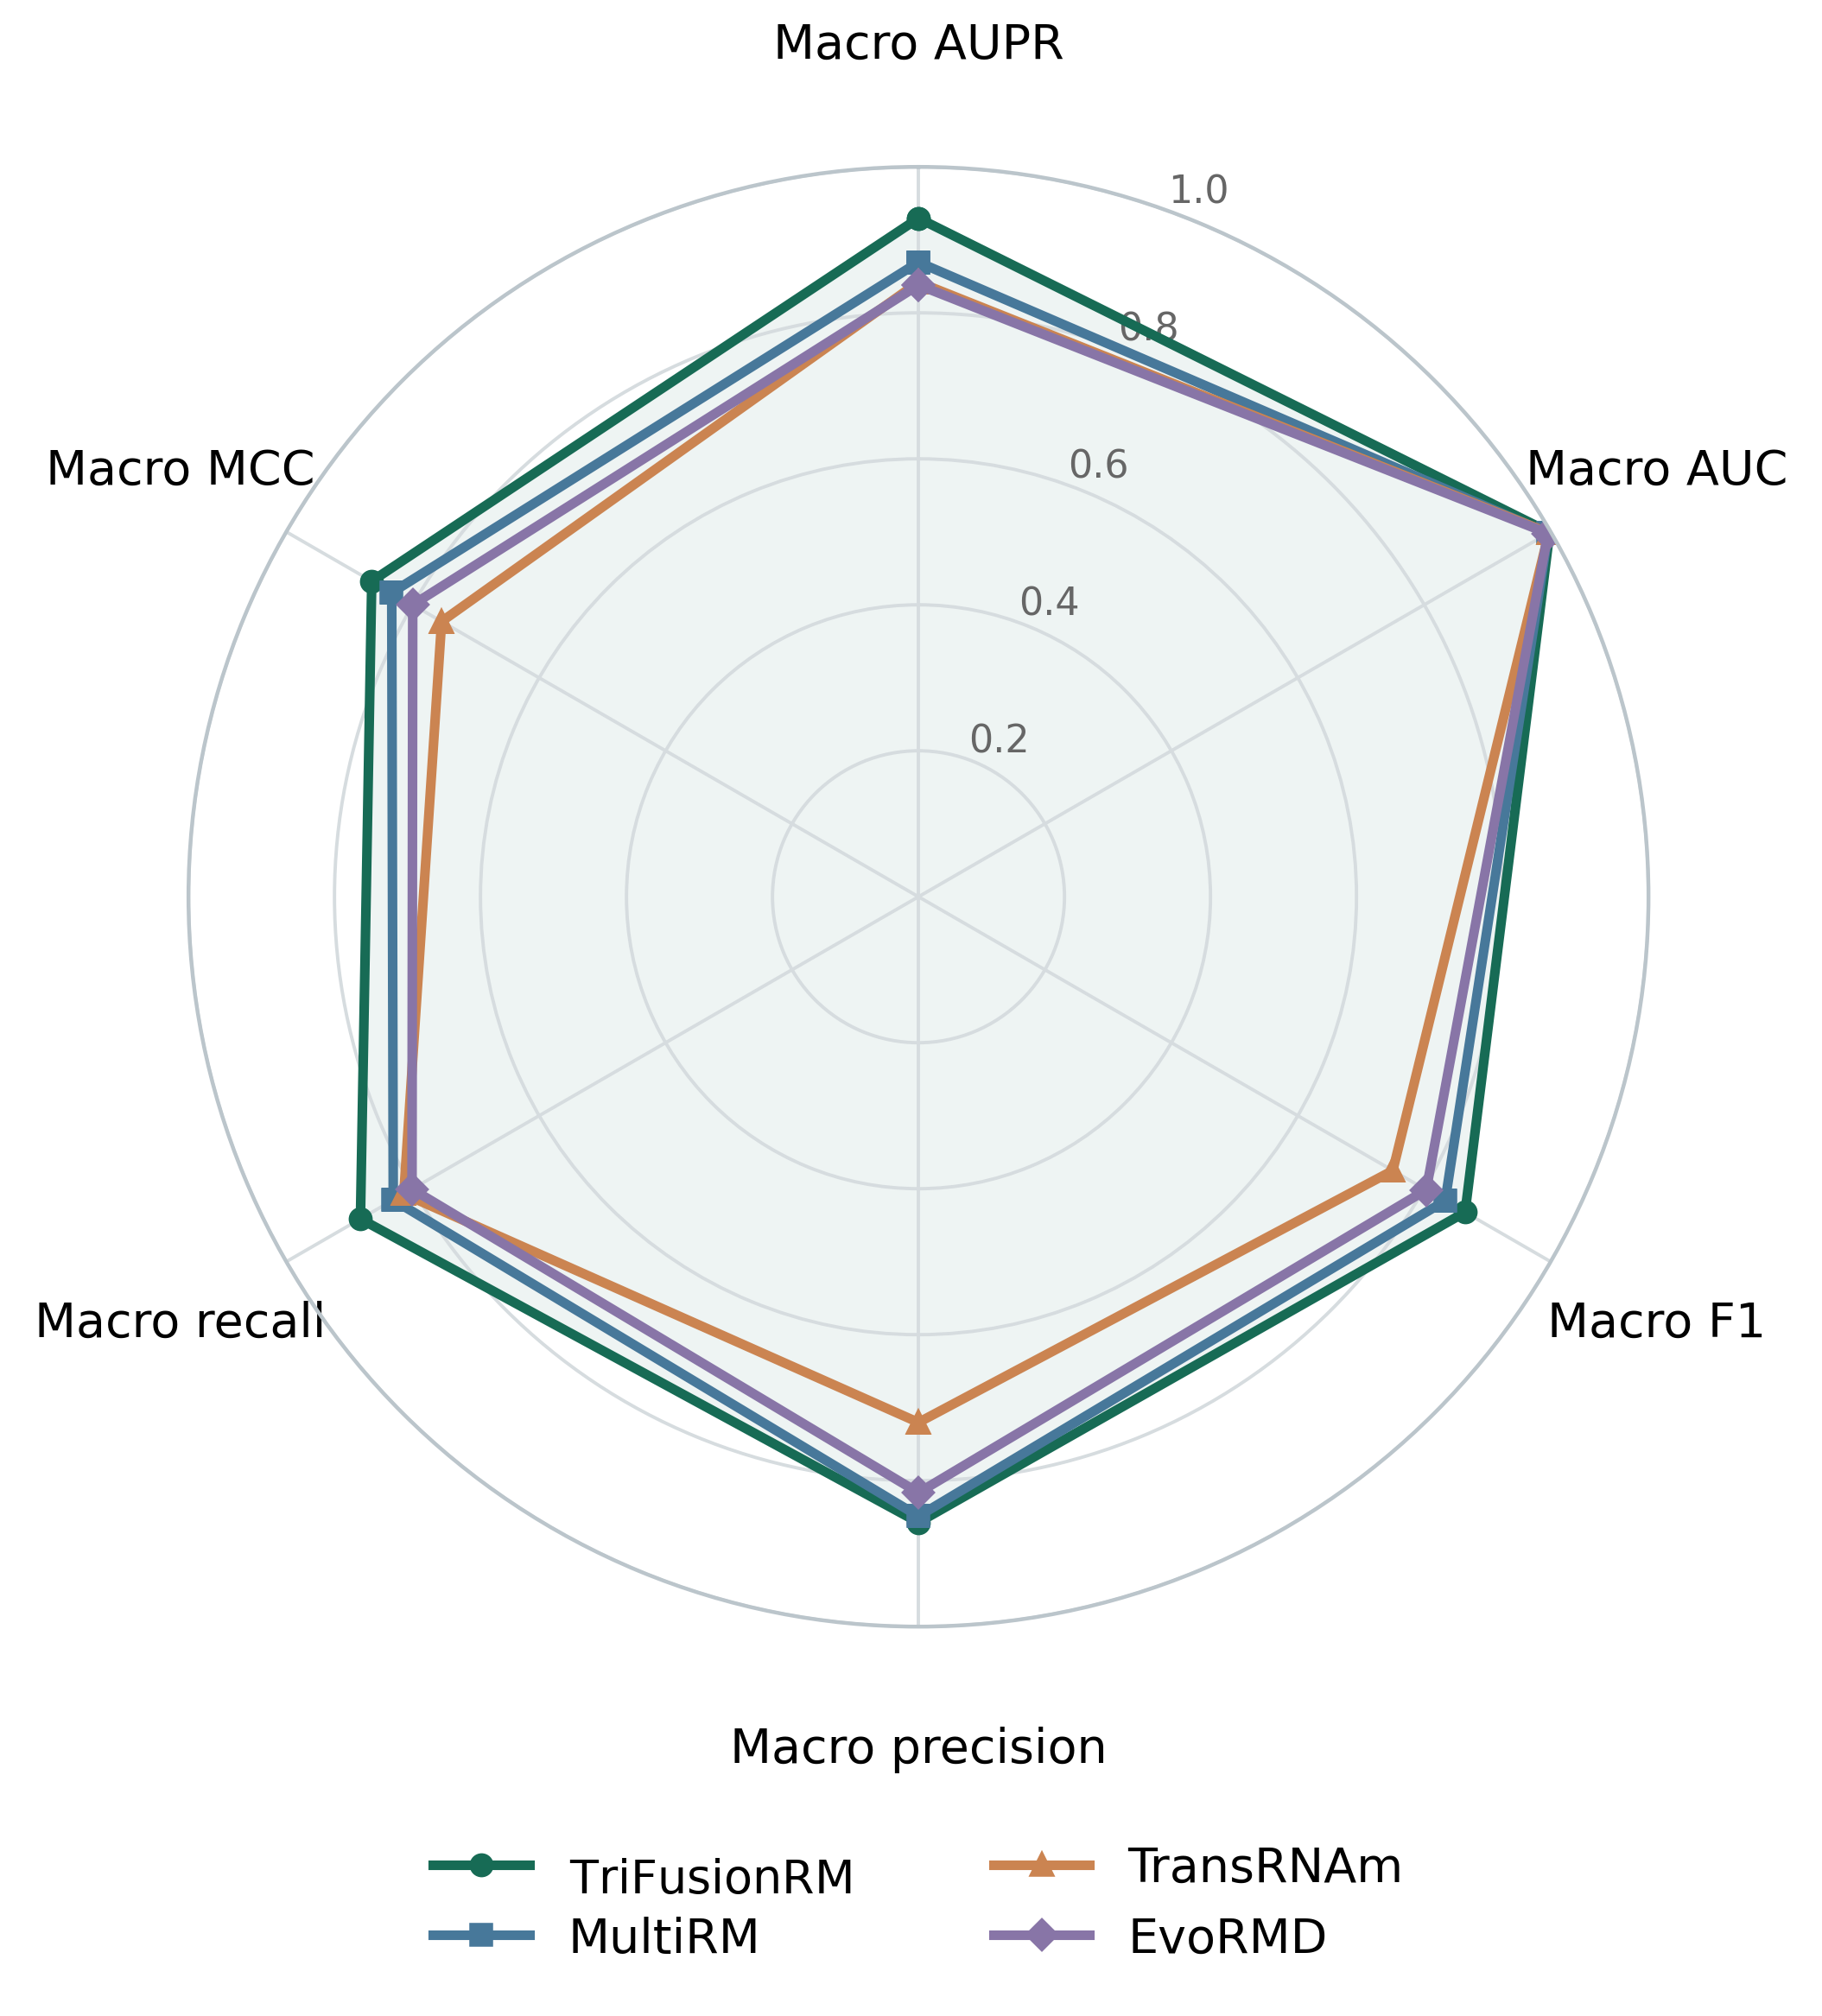 Macro AUPR
1.0
0.8
Macro MCC
0.6
Macro AUC
0.4
0.2
Macro recall
Macro F1
Macro precision
TriFusionRM
TransRNAm
MultiRM
EvoRMD